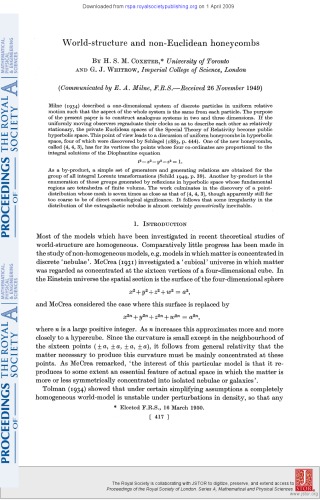 Downloaded from rspa.royalsocietypublishing.org on 1 April 2009
World-structure and non-Euclidean honeycombs
BY H. S. M. COXETER,* University of Toronto
AND G. J. WHITROW, Imperial College of Science, London
(Communicated by E. A. Milne, F.R.S.—Received 26 November 1949)
Milne (1934) described a one-dimensional system of discrete particles in uniform relative
motion such that the aspect of the whole system is the same from each particle. The purpose
of the present paper is to construct analogous systems in two and three dimensions. If the
uniformly moving observers regraduate their clocks so as to describe each other as relatively
stationary, the private Euclidean spaces of the Special Theory of Relativity become public
hyperbolic space. This point of view leads to a discussion of uniform honeycombs in hyperbolic
space, four of which were discovered by Schlegel (1883, p. 444). One of the new honeycombs,
called {4, 4, 3}, has for its vertices the points whose four co-ordinates are proportional to the
integral solutions of the Diophantine equation
t²−x²−y²−z² = 1.
As a by-product, a simple set of generators and generating relations are obtained for the
group of all integral Lorentz transformations (Schild 1949, p. 39). Another by-product is the
enumeration of those groups generated by reflexions in hyperbolic space whose fundamental
regions are tetrahedra of finite volume. The work culminates in the discovery of a point-
distribution whose mesh is seven times as close as that of {4, 4, 3}, though apparently still far
too coarse to be of direct cosmological significance. It follows that some irregularity in the
distribution of the extragalactic nebulae is almost certainly geometrically inevitable.
1. INTRODUCTION
Most of the models which have been investigated in recent theoretical studies of
world-structure are homogeneous. Comparatively little progress has been made in
the study of non-homogeneous models, e.g. models in which matter is concentrated in
discrete 'nebulae'. McCrea (1931) investigated a 'cubical' universe in which matter
was regarded as concentrated at the sixteen vertices of a four-dimensional cube. In
the Einstein universe the spatial section is the surface of the four-dimensional sphere
x²+y²+z²+w² = a²,
and McCrea considered the case where this surface is replaced by
x²ⁿ+y²ⁿ+z²ⁿ+w²ⁿ = a²ⁿ,
where n is a large positive integer. As n increases this approximates more and more
closely to a hypercube. Since the curvature is small except in the neighbourhood of
the sixteen points (±a, ±a, ±a, ±a), it follows from general relativity that the
matter necessary to produce this curvature must be mainly concentrated at these
points. As McCrea remarked, 'the interest of this particular model is that it re-
produces to some extent an essential feature of actual space in which the matter is
more or less symmetrically concentrated into isolated nebulae or galaxies'.
Tolman (1934) showed that under certain simplifying assumptions a completely
homogeneous world-model is unstable under perturbations in density, so that any
* Elected F.R.S., 16 March 1950.
[ 417 ]
PROCEEDINGS OF THE ROYAL SOCIETY A
MATHEMATICAL, PHYSICAL & ENGINEERING SCIENCES
PROCEEDINGS OF THE ROYAL SOCIETY A
MATHEMATICAL, PHYSICAL & ENGINEERING SCIENCES
The Royal Society is collaborating with JSTOR to digitize, preserve, and extend access to
Proceedings of the Royal Society of London. Series A, Mathematical and Physical Sciences.
JSTOR
www.jstor.org